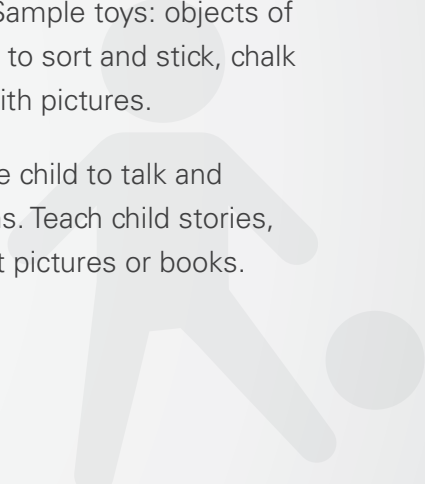 Sample toys: objects of
to sort and stick, chalk
with pictures.
child to talk and
Teach child stories,
pictures or books.